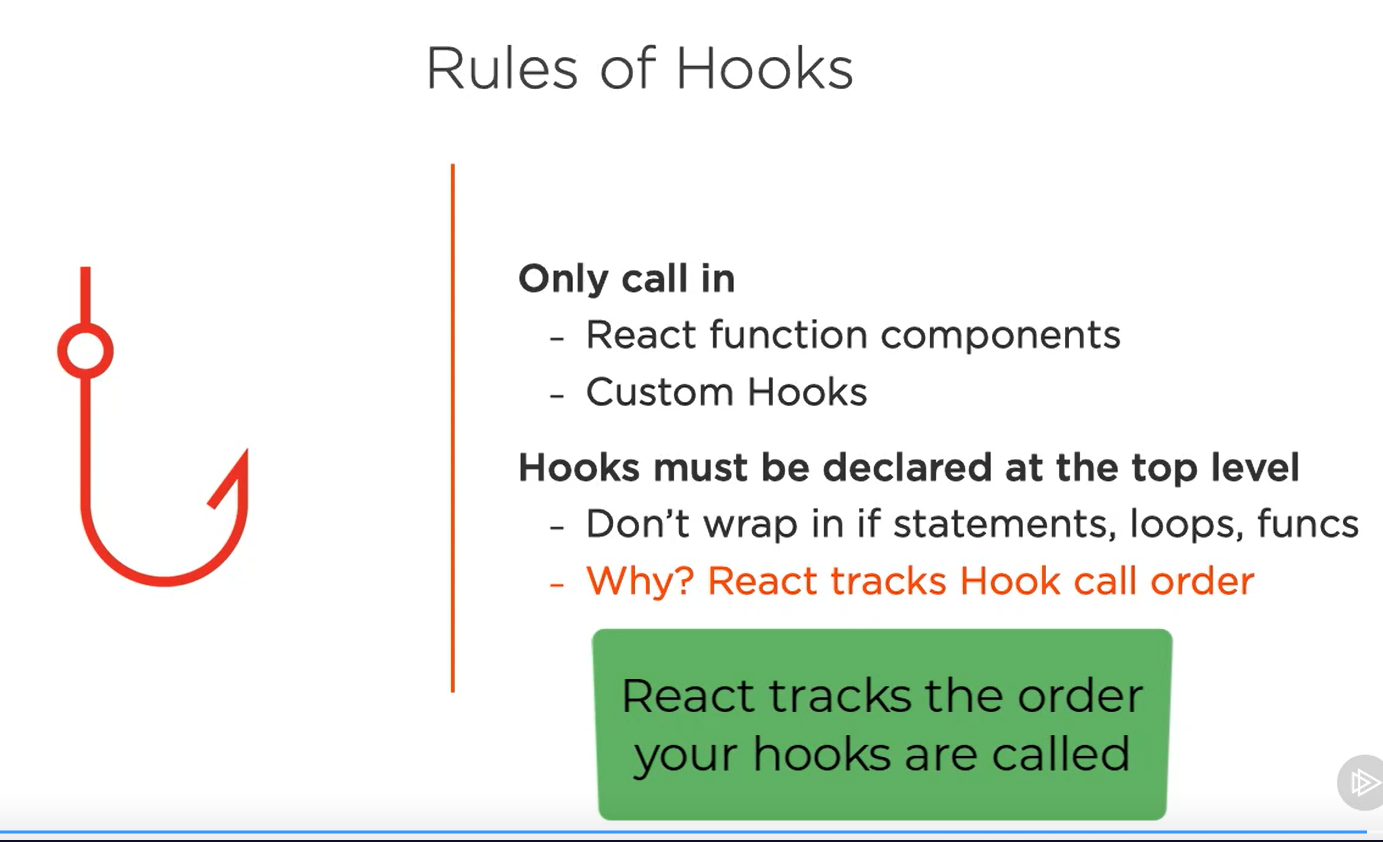 Rules of Hooks
Only call in
- React function components
- Custom Hooks
Hooks must be declared at the top level
- Don’t wrap in if statements, loops, funcs
- Why? React tracks Hook call order
React tracks the order
your hooks are called